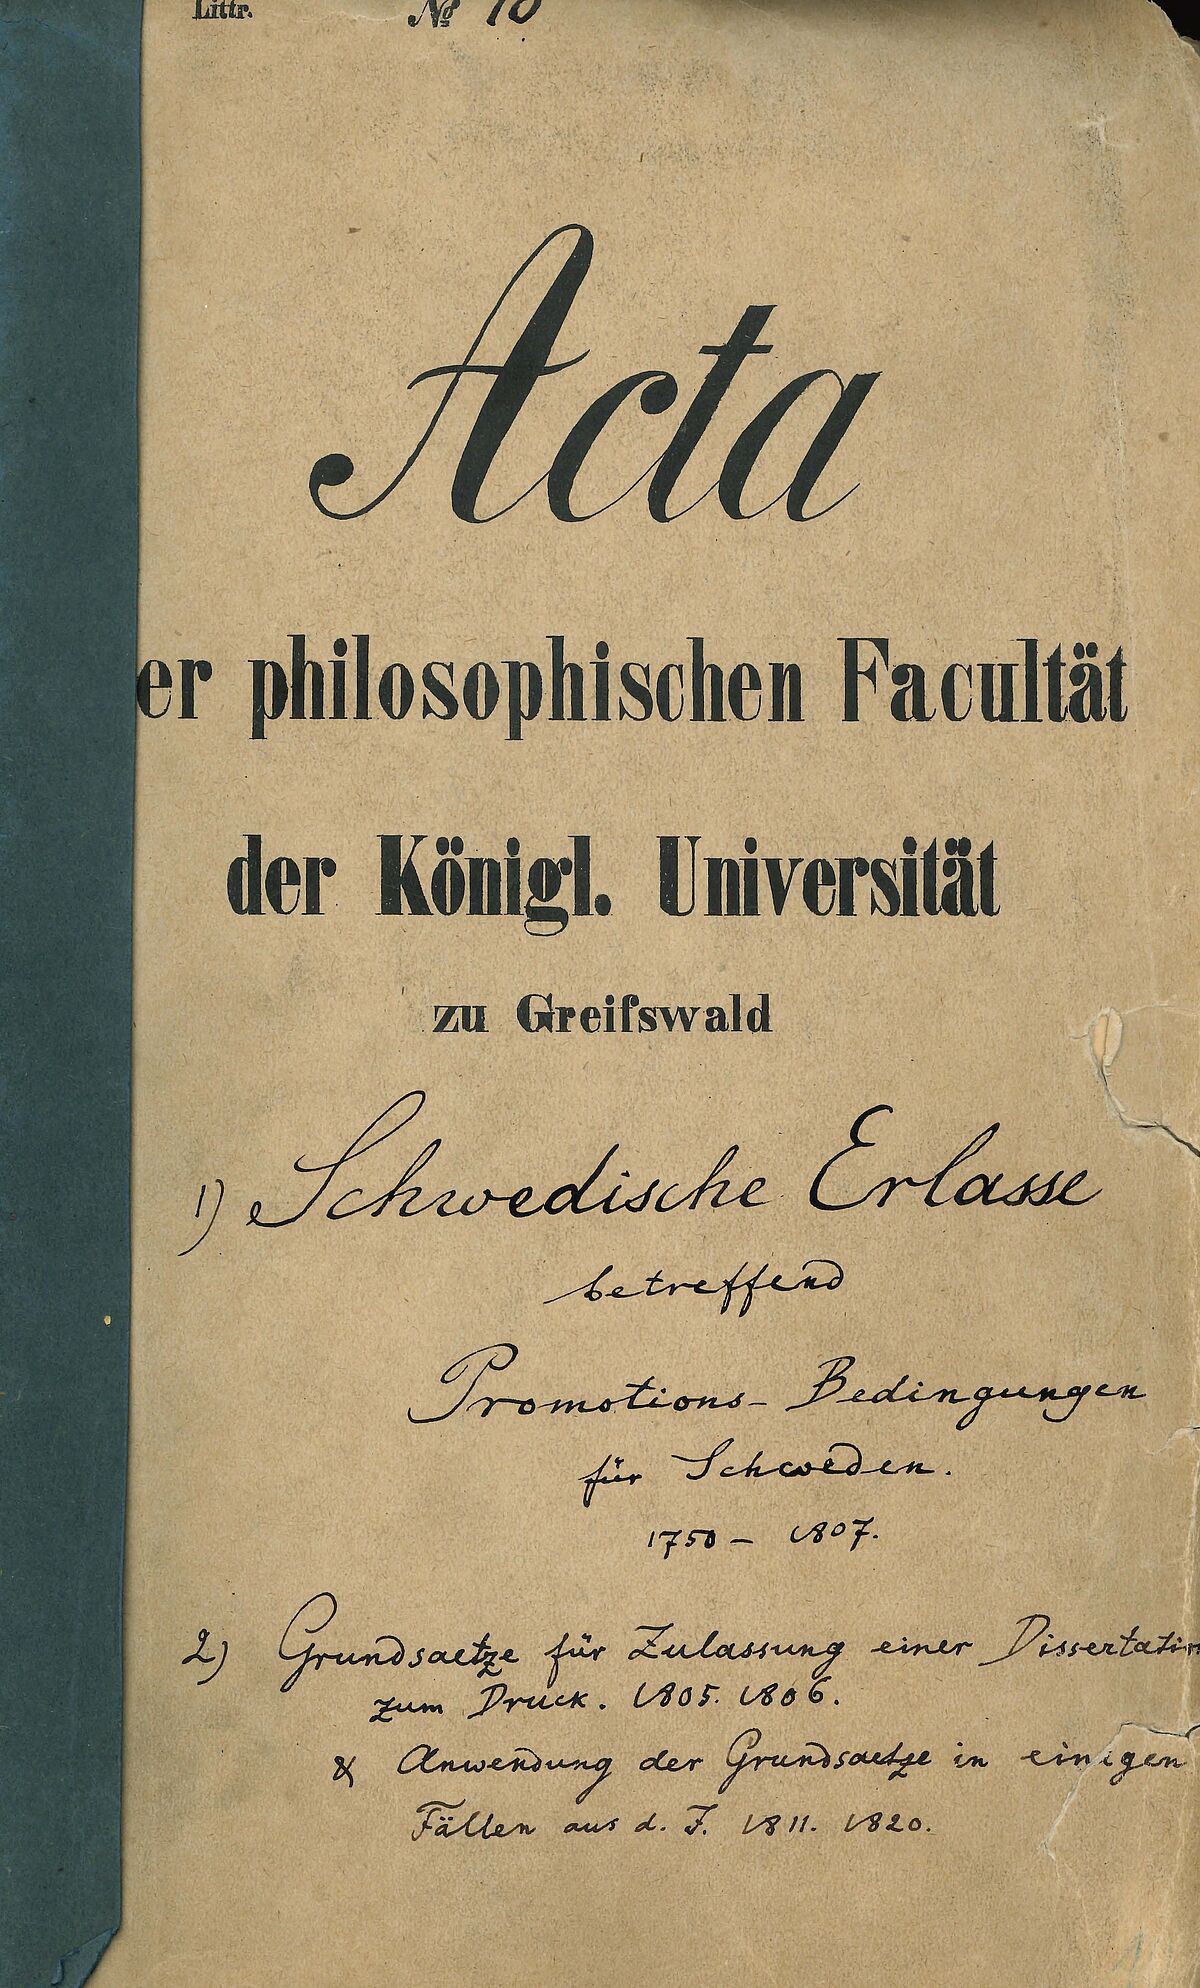 Littr. №
Acta
er philosophischen Facultät
der Königl. Universität
zu Greifswald
1) Schwedische Erlasse
betreffend
Promotions- Bedingungen
für Schweden.
1750 – 1807.
2) Grundsaetze für Zulassung einer Dissertation
zum Druck. 1805. 1806.
& Anwendung der Grundsaetze in einigen
Fällen aus d. J. 1811. 1820.